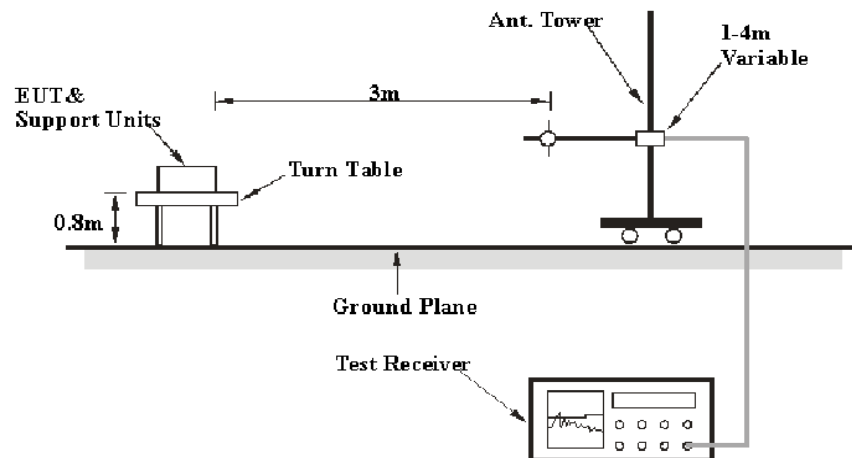 Ant. Tower
1-4m
Variable
3m
EUT&
Support Units
Turn Table
0.8m
Ground Plane
Test Receiver